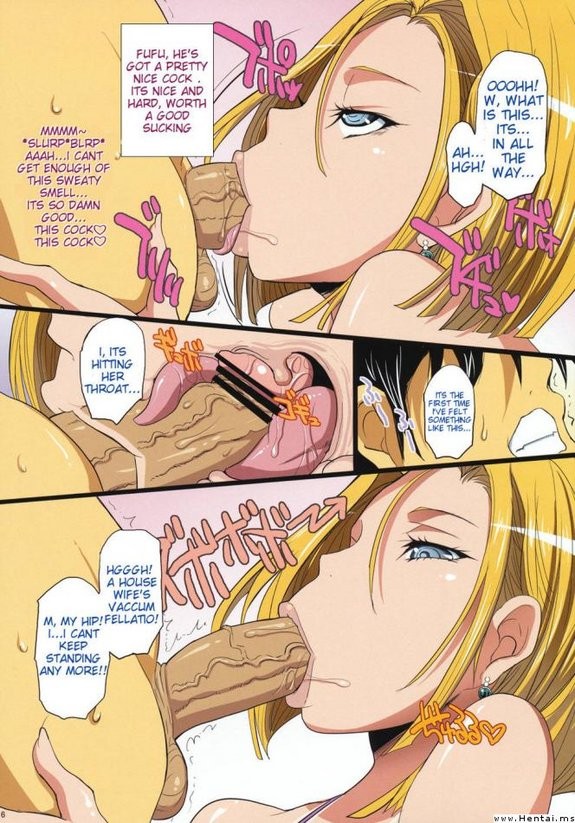 FUFU, HE'S
GOT A PRETTY
NICE COCK .
ITS NICE AND
HARD, WORTH
A GOOD
SUCKING
OOOHH!
W, WHAT
IS THIS...
ITS...
IN ALL
THE
WAY...
AH...
HGH!
MMMM~
*SLURP*BLRP*
AAAH...I CANT
GET ENOUGH OF
THIS SWEATY
SMELL...
ITS SO DAMN
GOOD...
THIS COCK♡
THIS COCK♡
I, ITS
HITTING
HER
THROAT...
ITS THE
FIRST TIME
I'VE FELT
SOMETHNG
LIKE THIS...
HGGGH!
A HOUSE
WIFE'S
VACCUM
FELLATIO!
M, MY HIP!
I...I CANT
KEEP
STANDING
ANY MORE!!
6
www.Hentai.ms